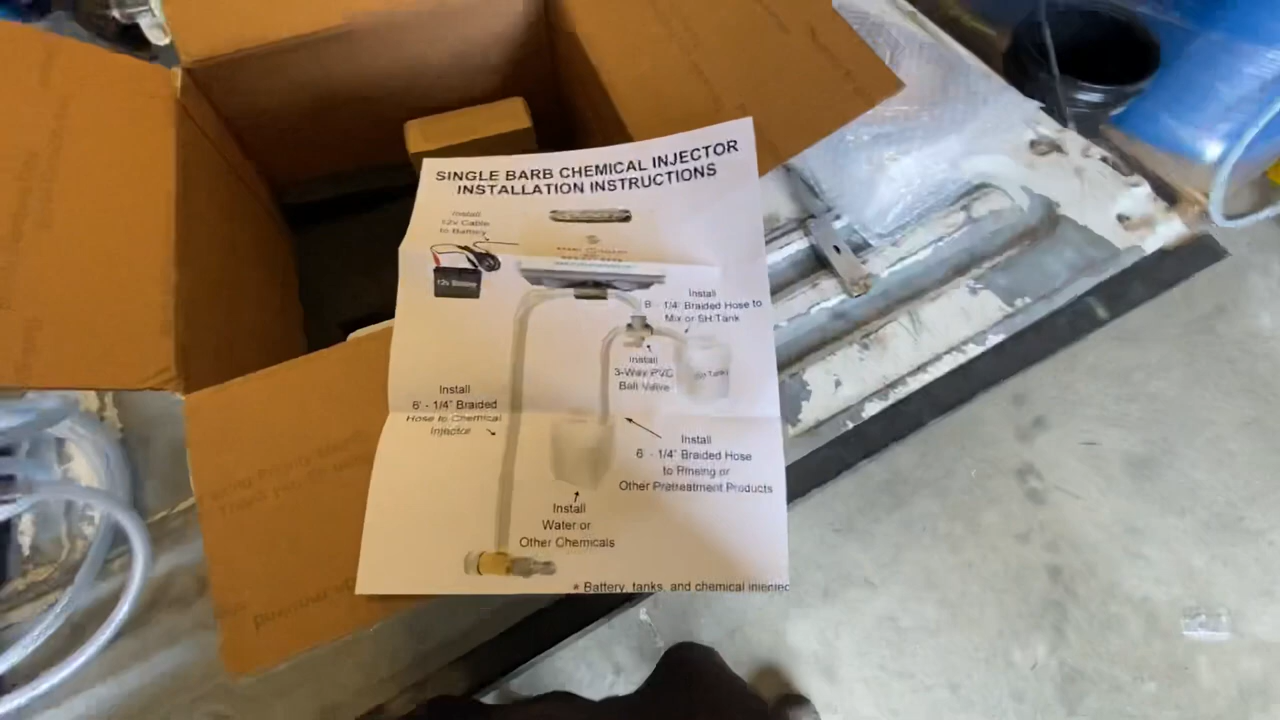 SINGLE BARB CHEMICAL INJECTOR
INSTALLATION INSTRUCTIONS
Install
12v Cable
to Battery
12v Battery
Install
8' - 1/4" Braided Hose to
Mix or SH Tank
Install
3-Way PVC
Ball Valve
Install
6' - 1/4" Braided
Hose to Chemical
Injector
Install
6' - 1/4" Braided Hose
to Rinsing or
Other Pretreatment Products
Install
Water or
Other Chemicals
* Battery, tanks, and chemical